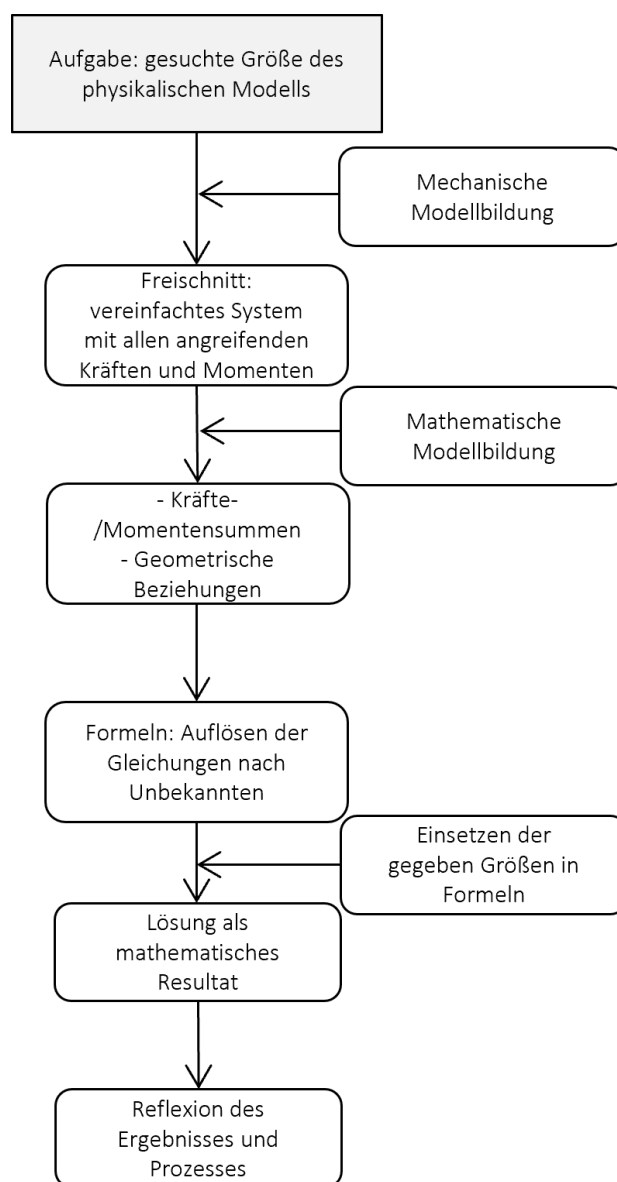 Aufgabe: gesuchte Größe des
physikalischen Modells
Mechanische
Modellbildung
Freischnitt:
vereinfachtes System
mit allen angreifenden
Kräften und Momenten
Mathematische
Modellbildung
- Kräfte-
/Momentensummen
- Geometrische
Beziehungen
Formeln: Auflösen der
Gleichungen nach
Unbekannten
Einsetzen der
gegeben Größen in
Formeln
Lösung als
mathematisches
Resultat
Reflexion des
Ergebnisses und
Prozesses